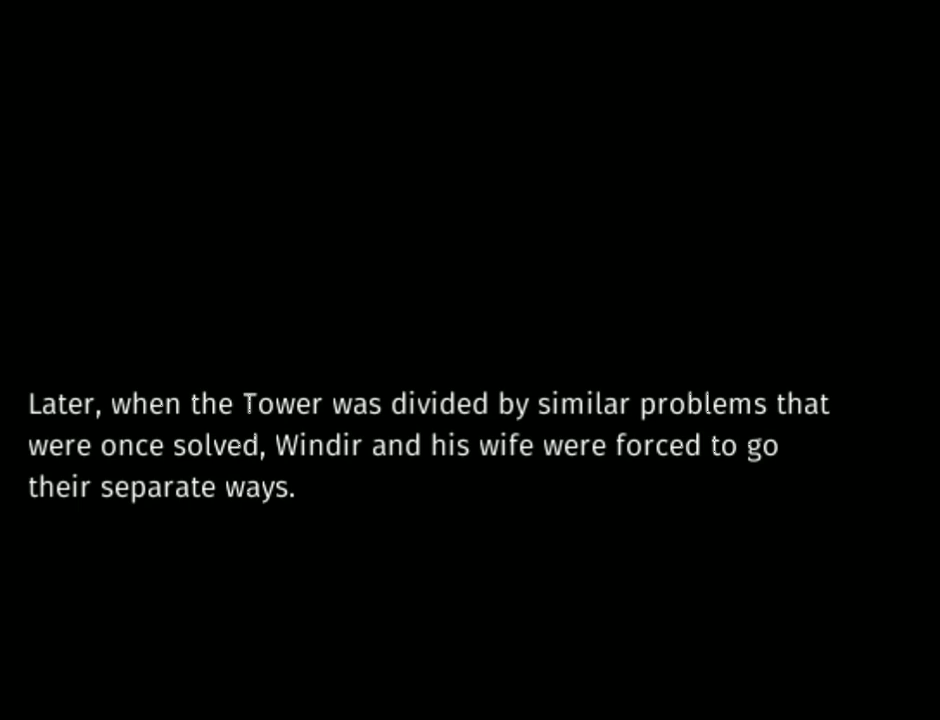 Later, when the Tower was divided by similar problems that
were once solved, Windir and his wife were forced to go
their separate ways.